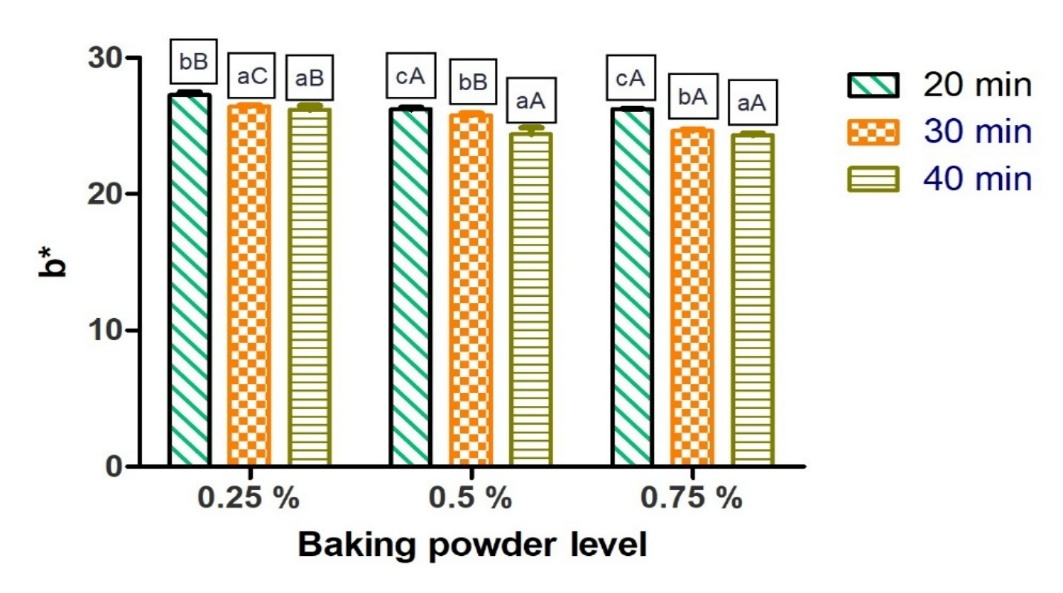 30
20
10
0
b*
bB
aC
aB
cA
bB
aA
cA
bA
aA
20 min
30 min
40 min
0.25 %
0.5 %
0.75 %
Baking powder level